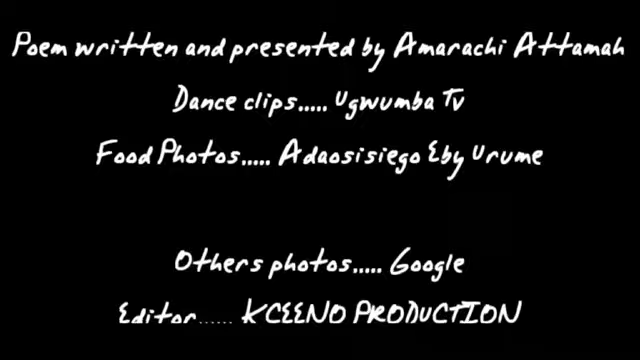 Poem written and presented by Amarachi Attamah
Dance clips..... Ugwumba Tv
Food Photos..... Adaosisiego Eby Urume
Others photos..... Google
Editor...... KCEENO PRODUCTION